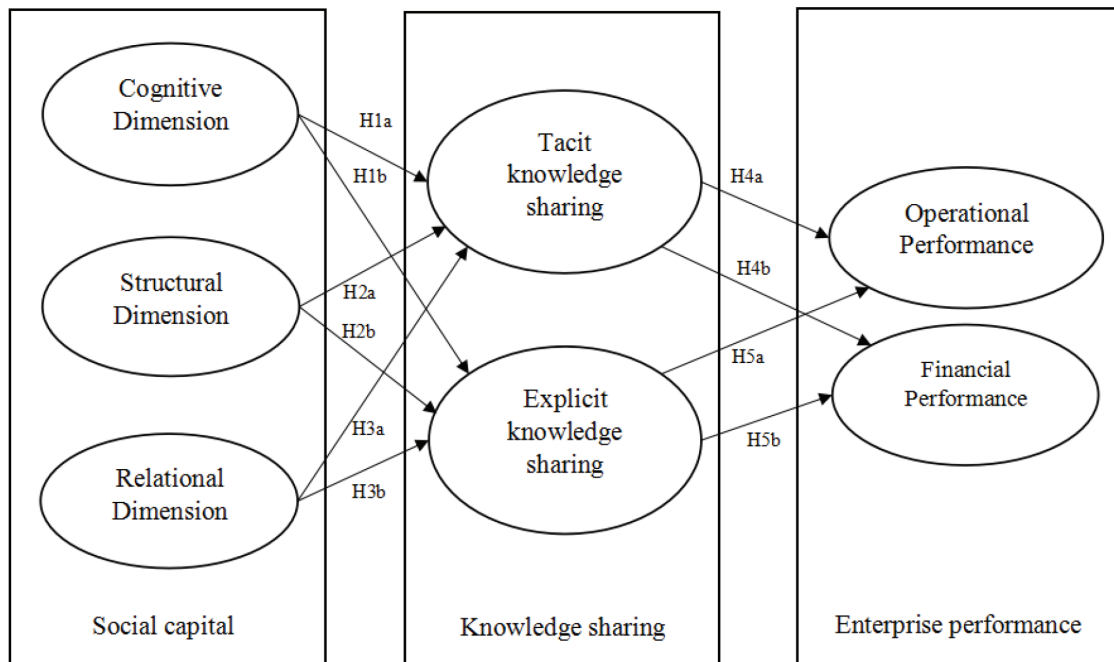 Cognitive
Dimension
Structural
Dimension
Relational
Dimension
Social capital
H1a
H1b
H2a
H2b
H3a
H3b
Tacit
knowledge
sharing
Explicit
knowledge
sharing
Knowledge sharing
H4a
H4b
H5a
H5b
Operational
Performance
Financial
Performance
Enterprise performance